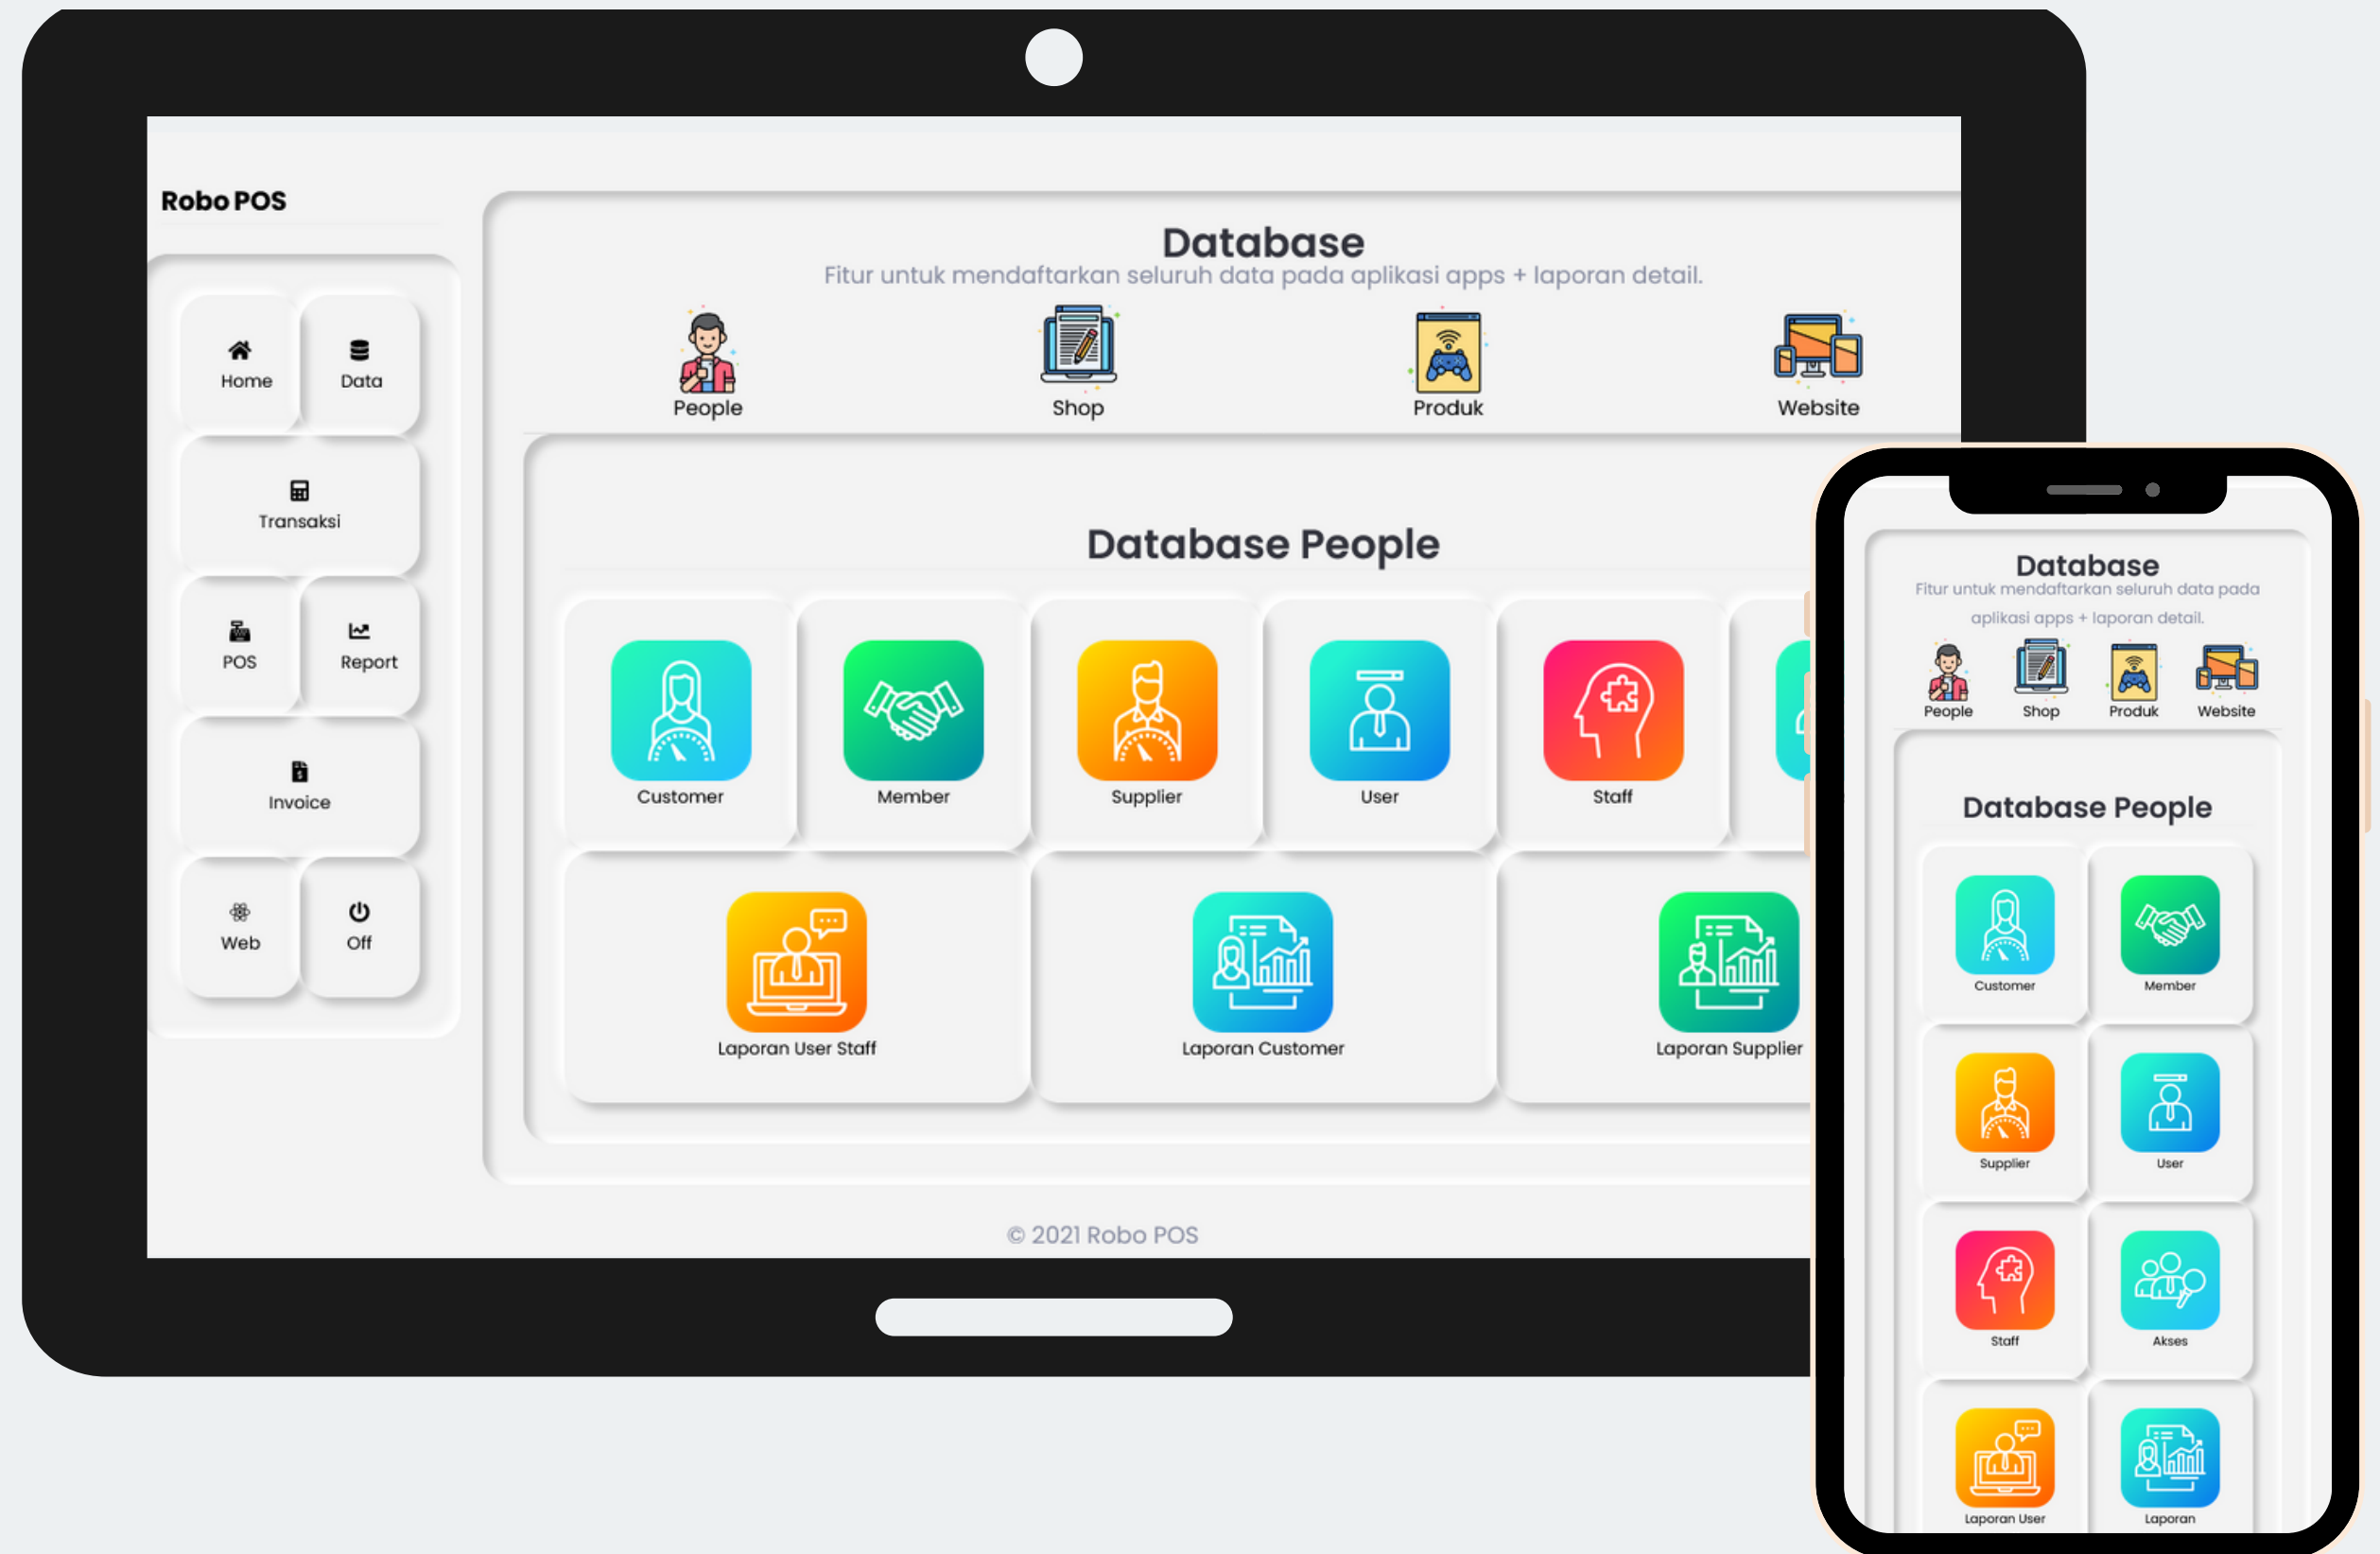 Robo POS
Home
Data
Transaksi
POS
Report
Invoice
Web
Off
Database
Fitur untuk mendaftarkan seluruh data pada aplikasi apps + laporan detail.
People
Shop
Produk
Website
Database People
Customer
Member
Supplier
User
Staff
Laporan User Staff
Laporan Customer
Laporan Supplier
© 2021 Robo POS
Database
Fitur untuk mendaftarkan seluruh data pada
aplikasi apps + laporan detail.
People
Shop
Produk
Website
Database People
Customer
Member
Supplier
User
Staff
Akses
Laporan User
Laporan